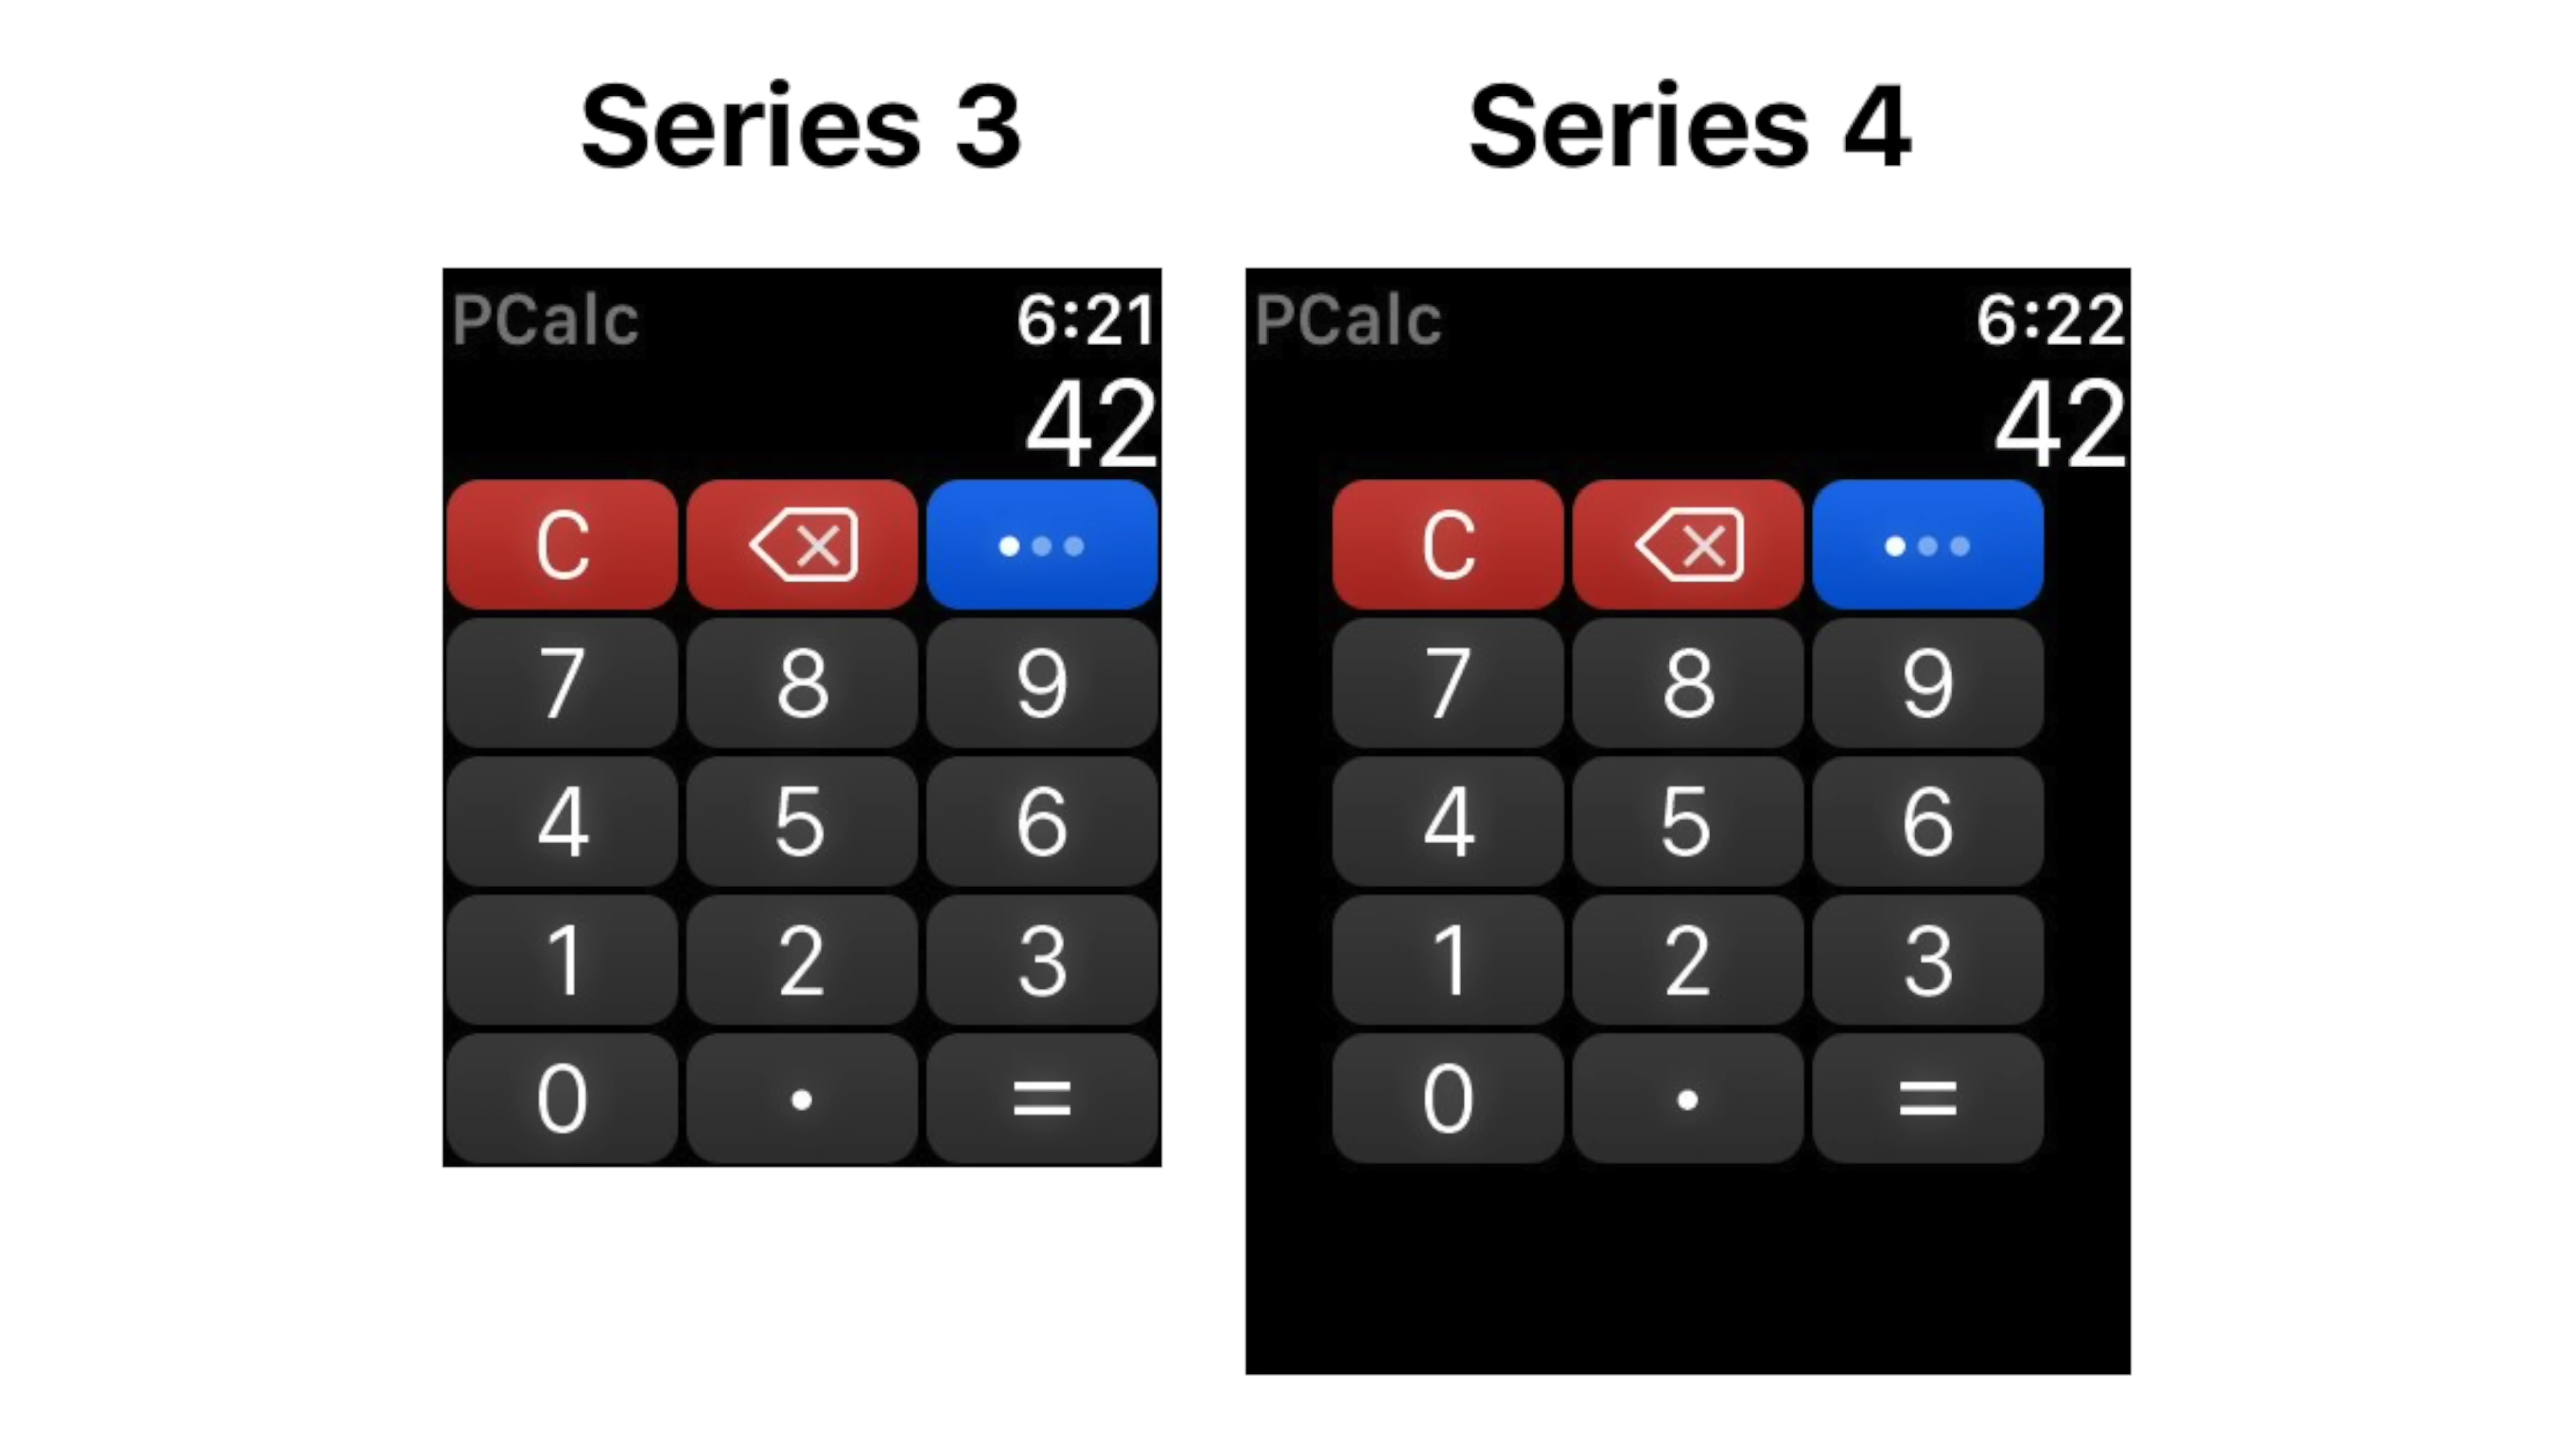 Series 3
PCalc 6:21
42
C
7 8 9
4 5 6
1 2 3
0 . =
Series 4
PCalc 6:22
42
C
7 8 9
4 5 6
1 2 3
0 . =